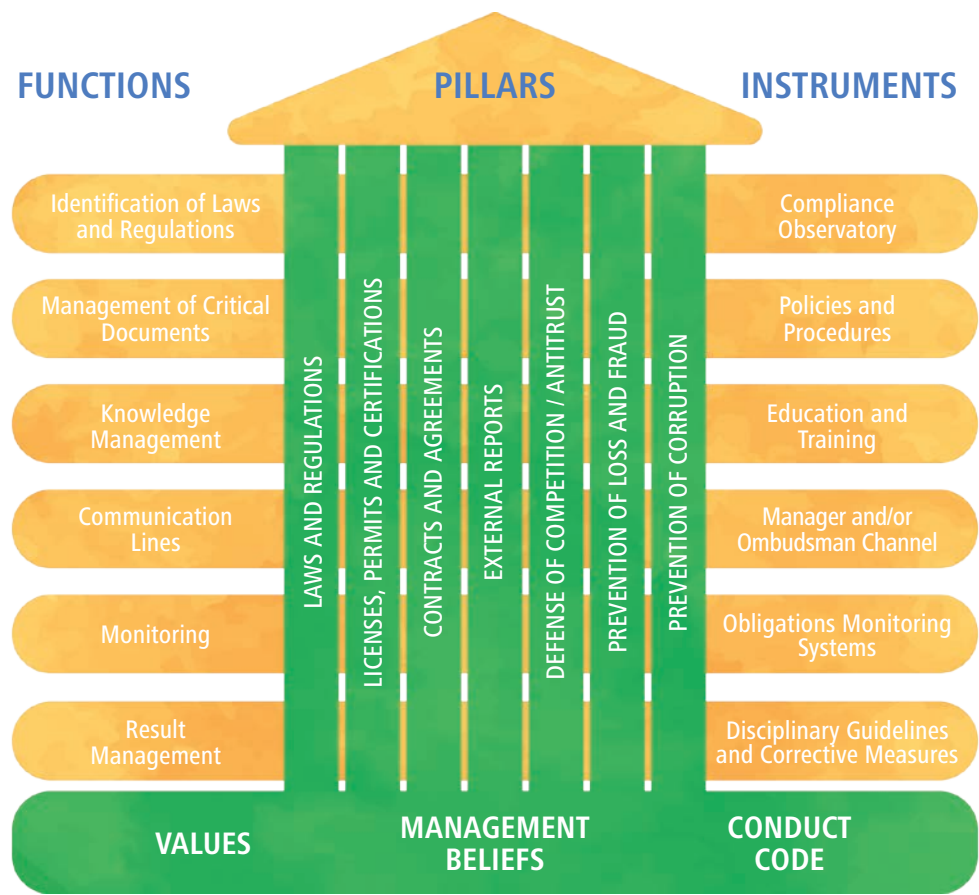 FUNCTIONS
PILLARS
INSTRUMENTS
Identification of Laws
and Regulations
Management of Critical
Documents
Knowledge
Management
Communication
Lines
Monitoring
Result
Management
LAWS AND REGULATIONS
LICENSES, PERMITS AND CERTIFICATIONS
CONTRACTS AND AGREEMENTS
EXTERNAL REPORTS
DEFENSE OF COMPETITION / ANTITRUST
PREVENTION OF LOSS AND FRAUD
PREVENTION OF CORRUPTION
Compliance
Observatory
Policies and
Procedures
Education and
Training
Manager and/or
Ombudsman Channel
Obligations Monitoring
Systems
Disciplinary Guidelines
and Corrective Measures
VALUES
MANAGEMENT
BELIEFS
CONDUCT
CODE